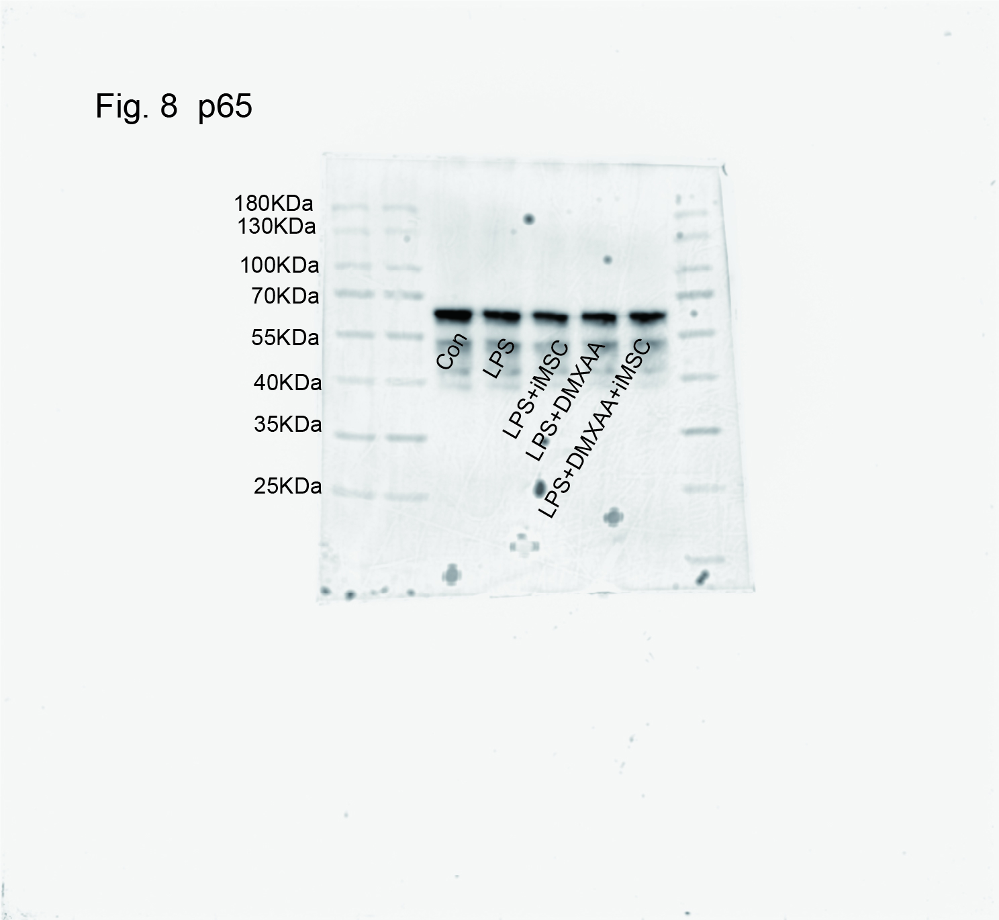 Fig. 8 p65
180KDa
130KDa
100KDa
70KDa
55KDa
40KDa
35KDa
25KDa
Con
LPS
LPS+iMSC
LPS+DMXAA
LPS+DMXAA+iMSC